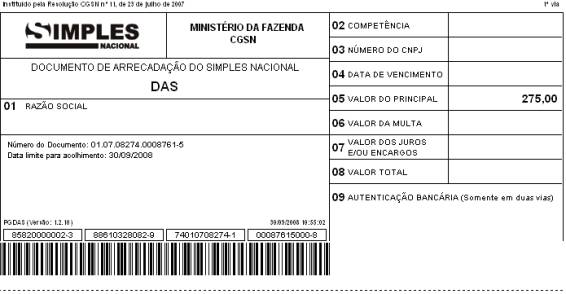 Instituído pela Resolução CGSN nº 11, de 23 de julho de 2007
1ª via
SIMPLES
NACIONAL
MINISTÉRIO DA FAZENDA
CGSN
DOCUMENTO DE ARRECADAÇÃO DO SIMPLES NACIONAL
DAS
01 RAZÃO SOCIAL
Número do Documento: 01.07.08274.0008761-5
Data limite para acolhimento: 30/09/2008
02 COMPETÊNCIA
03 NÚMERO DO CNPJ
04 DATA DE VENCIMENTO
05 VALOR DO PRINCIPAL 275,00
06 VALOR DA MULTA
07 VALOR DOS JUROS
E/OU ENCARGOS
08 VALOR TOTAL
09 AUTENTICAÇÃO BANCÁRIA (Somente em duas vias)
PGDAS (Versão: 1.2.10) 30/09/2008
85820000002-3 88610328082-9 74010708274-1 00087615000-8